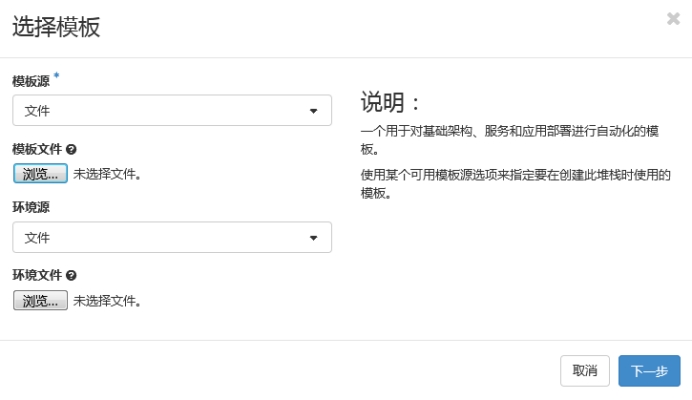 选择模板
模板源 *
文件
模板文件
浏览... 未选择文件。
环境源
文件
环境文件
浏览... 未选择文件。
说明：
一个用于对基础架构、服务和应用部署进行自动化的模
板。
使用某个可用模板源选项来指定要在创建此堆栈时使用的
模板。
取消
下一步